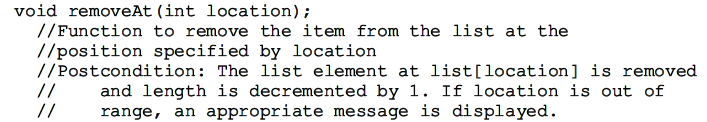 void removeAt(int location);
//Function to remove the item from the list at the
//position specified by location
//Postcondition: The list element at list[location] is removed
//    and length is decremented by 1. If location is out of
//    range, an appropriate message is displayed.